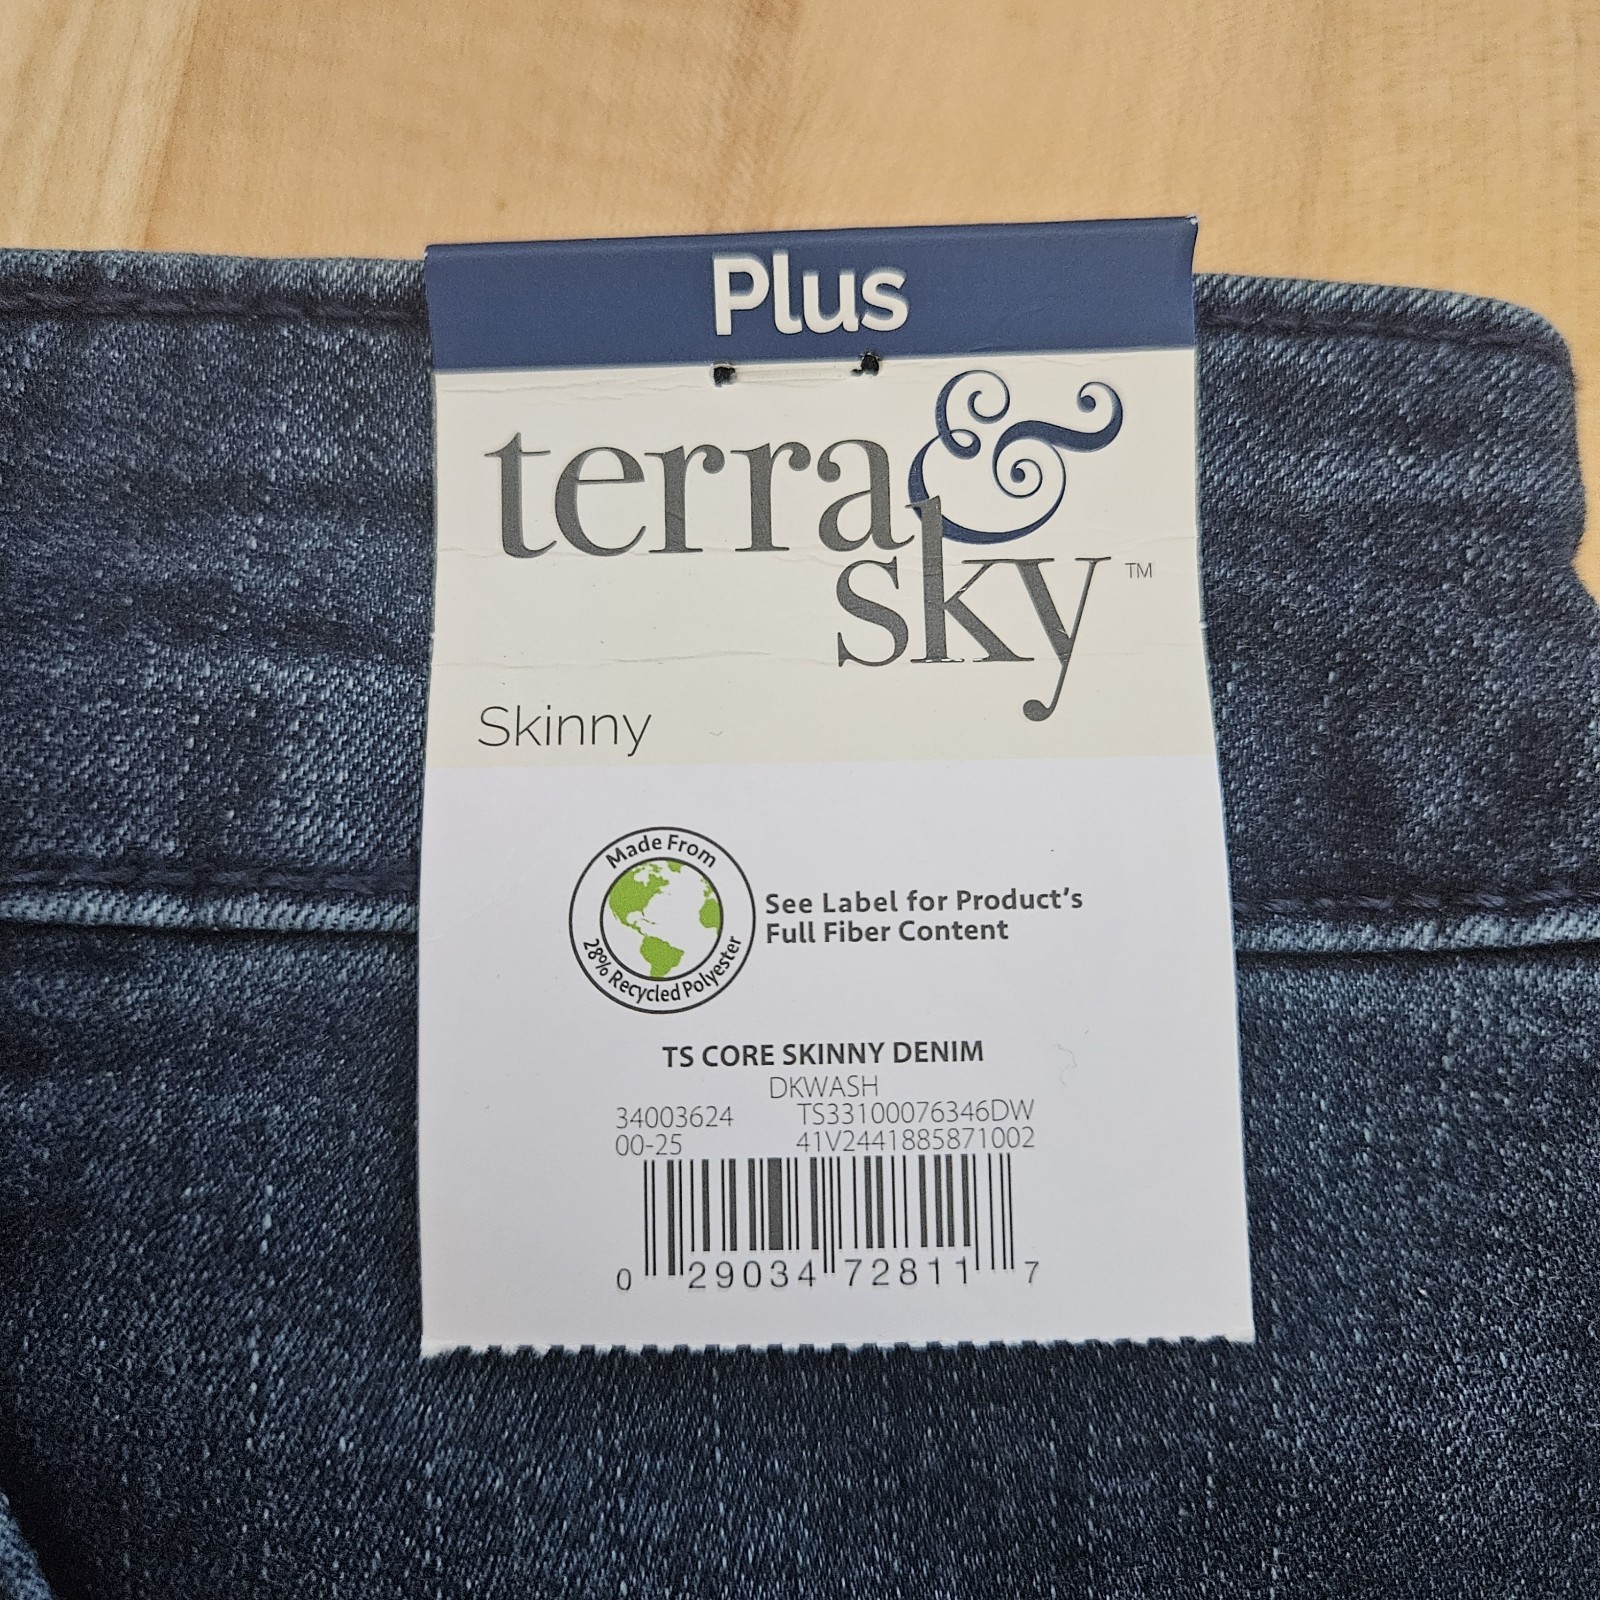 Plus
terra &
sky™
Skinny
Made From
28% Recycled Polyester
See Label for Product's
Full Fiber Content
TS CORE SKINNY DENIM
DKWASH
34003624 TS33100076346DW
00-25 41V2441885871002
0 29034 72811 7